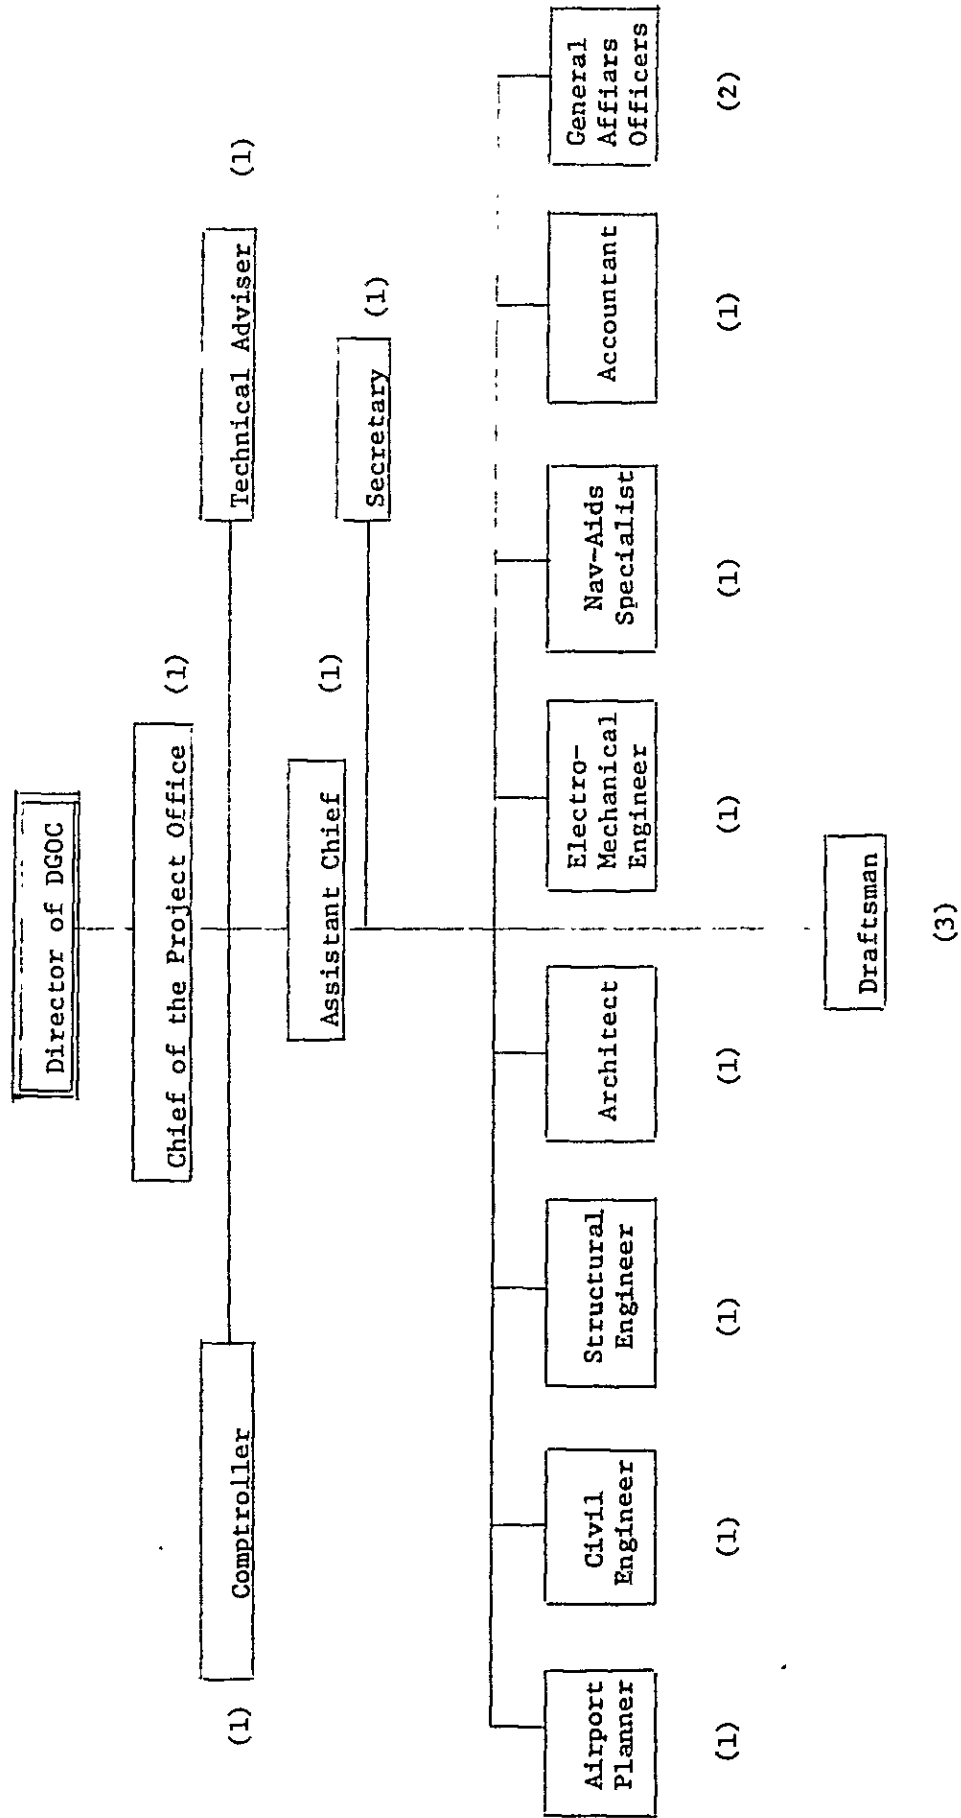 Director of DGOC
Chief of the Project Office
(1)
Comptroller
(1)
Technical Adviser
(1)
Assistant Chief
(1)
Secretary
(1)
Airport
Planner
(1)
Civil
Engineer
(1)
Structural
Engineer
(1)
Architect
(1)
Electro-
Mechanical
Engineer
(1)
Nav-Aids
Specialist
(1)
Accountant
(1)
General
Affiars
Officers
(2)
Draftsman
(3)